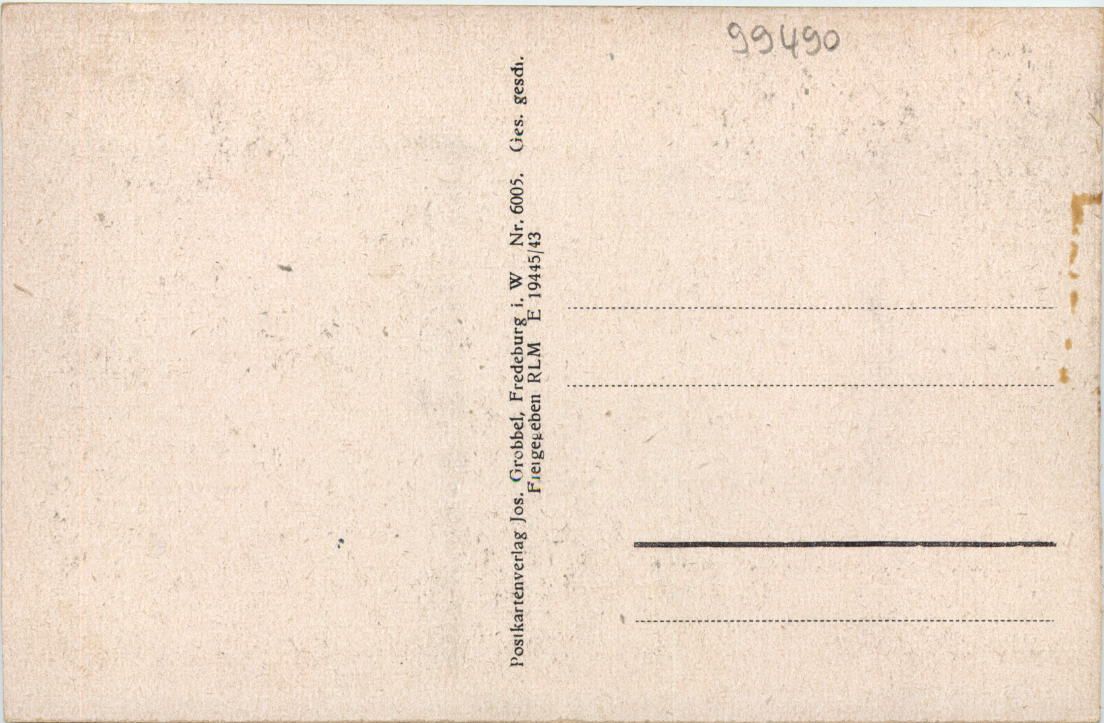 99490
Postkartenverlag Jos. Grobbel, Fredeburg i. W Nr. 6005. Ges. gesch.
Freigegeben RLM E 19445/43